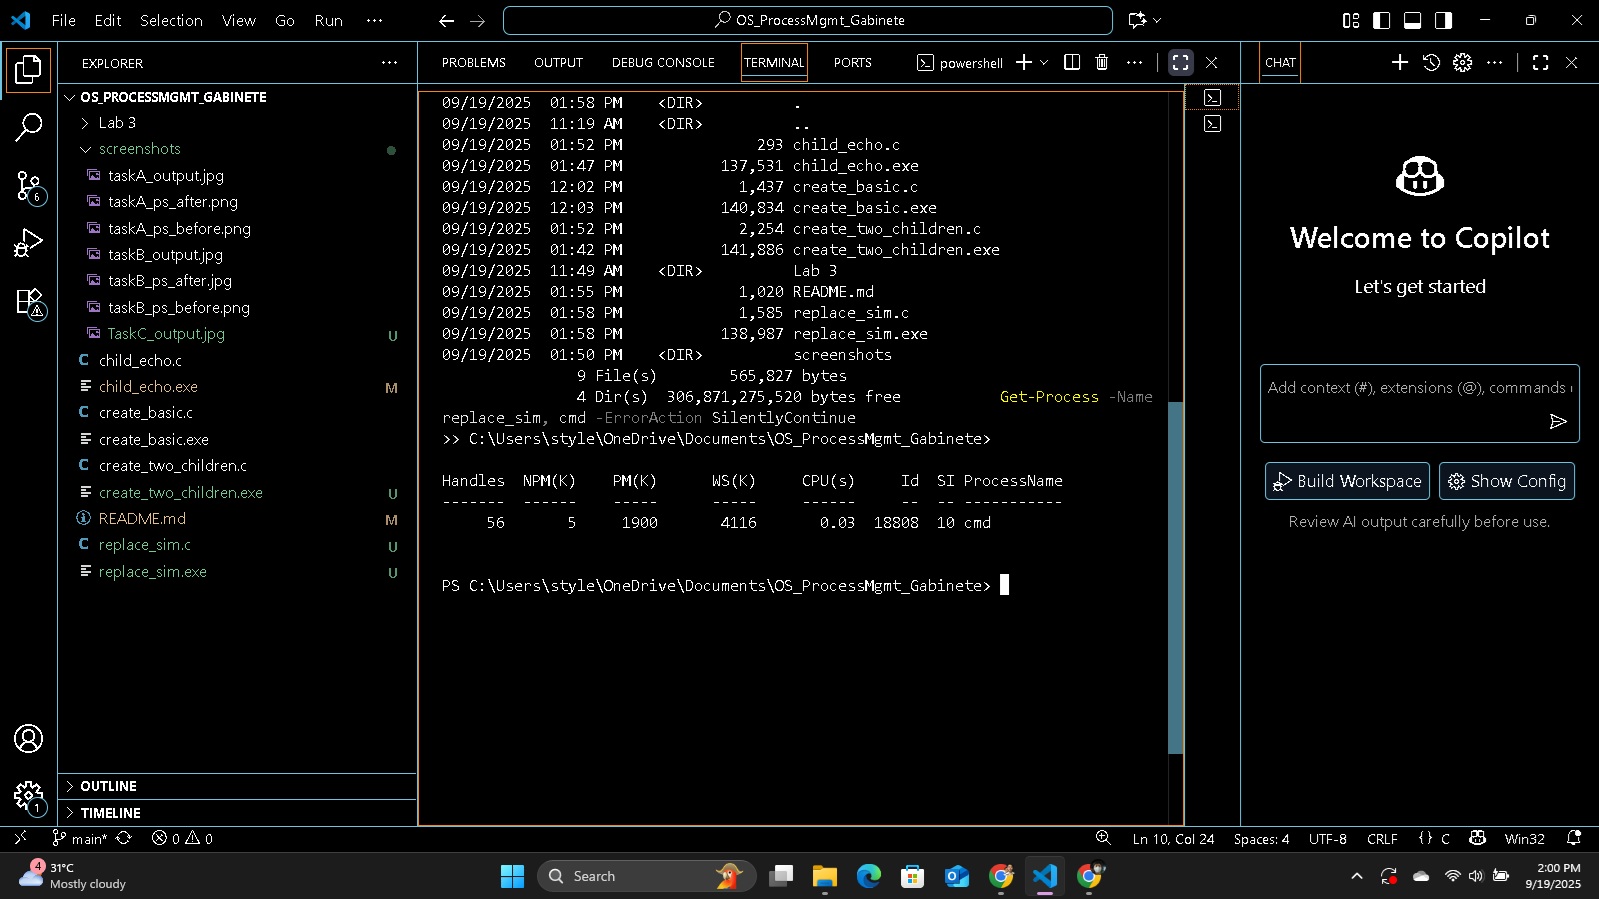 File Edit Selection View Go Run ···
OS_ProcessMgmt_Gabinete
EXPLORER
OS_PROCESSMGMT_GABINETE
Lab 3
screenshots
taskA_output.jpg
taskA_ps_after.png
taskA_ps_before.png
taskB_output.jpg
taskB_ps_after.jpg
taskB_ps_before.png
TaskC_output.jpg U
child_echo.c
child_echo.exe M
create_basic.c
create_basic.exe
create_two_children.c
create_two_children.exe U
README.md M
replace_sim.c U
replace_sim.exe U
OUTLINE
TIMELINE
6
1
PROBLEMS OUTPUT DEBUG CONSOLE TERMINAL PORTS powershell
09/19/2025 01:58 PM <DIR> .
09/19/2025 11:19 AM <DIR> ..
09/19/2025 01:52 PM 293 child_echo.c
09/19/2025 01:47 PM 137,531 child_echo.exe
09/19/2025 12:02 PM 1,437 create_basic.c
09/19/2025 12:03 PM 140,834 create_basic.exe
09/19/2025 01:52 PM 2,254 create_two_children.c
09/19/2025 01:42 PM 141,886 create_two_children.exe
09/19/2025 11:49 AM <DIR> Lab 3
09/19/2025 01:55 PM 1,020 README.md
09/19/2025 01:58 PM 1,585 replace_sim.c
09/19/2025 01:58 PM 138,987 replace_sim.exe
09/19/2025 01:50 PM <DIR> screenshots
9 File(s) 565,827 bytes
4 Dir(s) 306,871,275,520 bytes free Get-Process -Name
replace_sim, cmd -ErrorAction SilentlyContinue
>> C:\Users\style\OneDrive\Documents\OS_ProcessMgmt_Gabinete>
Handles NPM(K) PM(K) WS(K) CPU(s) Id SI ProcessName
------- ------ ----- ----- ------ -- -- -----------
56 5 1900 4116 0.03 18808 10 cmd
PS C:\Users\style\OneDrive\Documents\OS_ProcessMgmt_Gabinete>
CHAT
Welcome to Copilot
Let's get started
Add context (#), extensions (@), commands
Build Workspace Show Config
Review AI output carefully before use.
main* 0 0 Ln 10, Col 24 Spaces: 4 UTF-8 CRLF {} C Win32
4
31°C
Mostly cloudy
Search
2:00 PM
9/19/2025